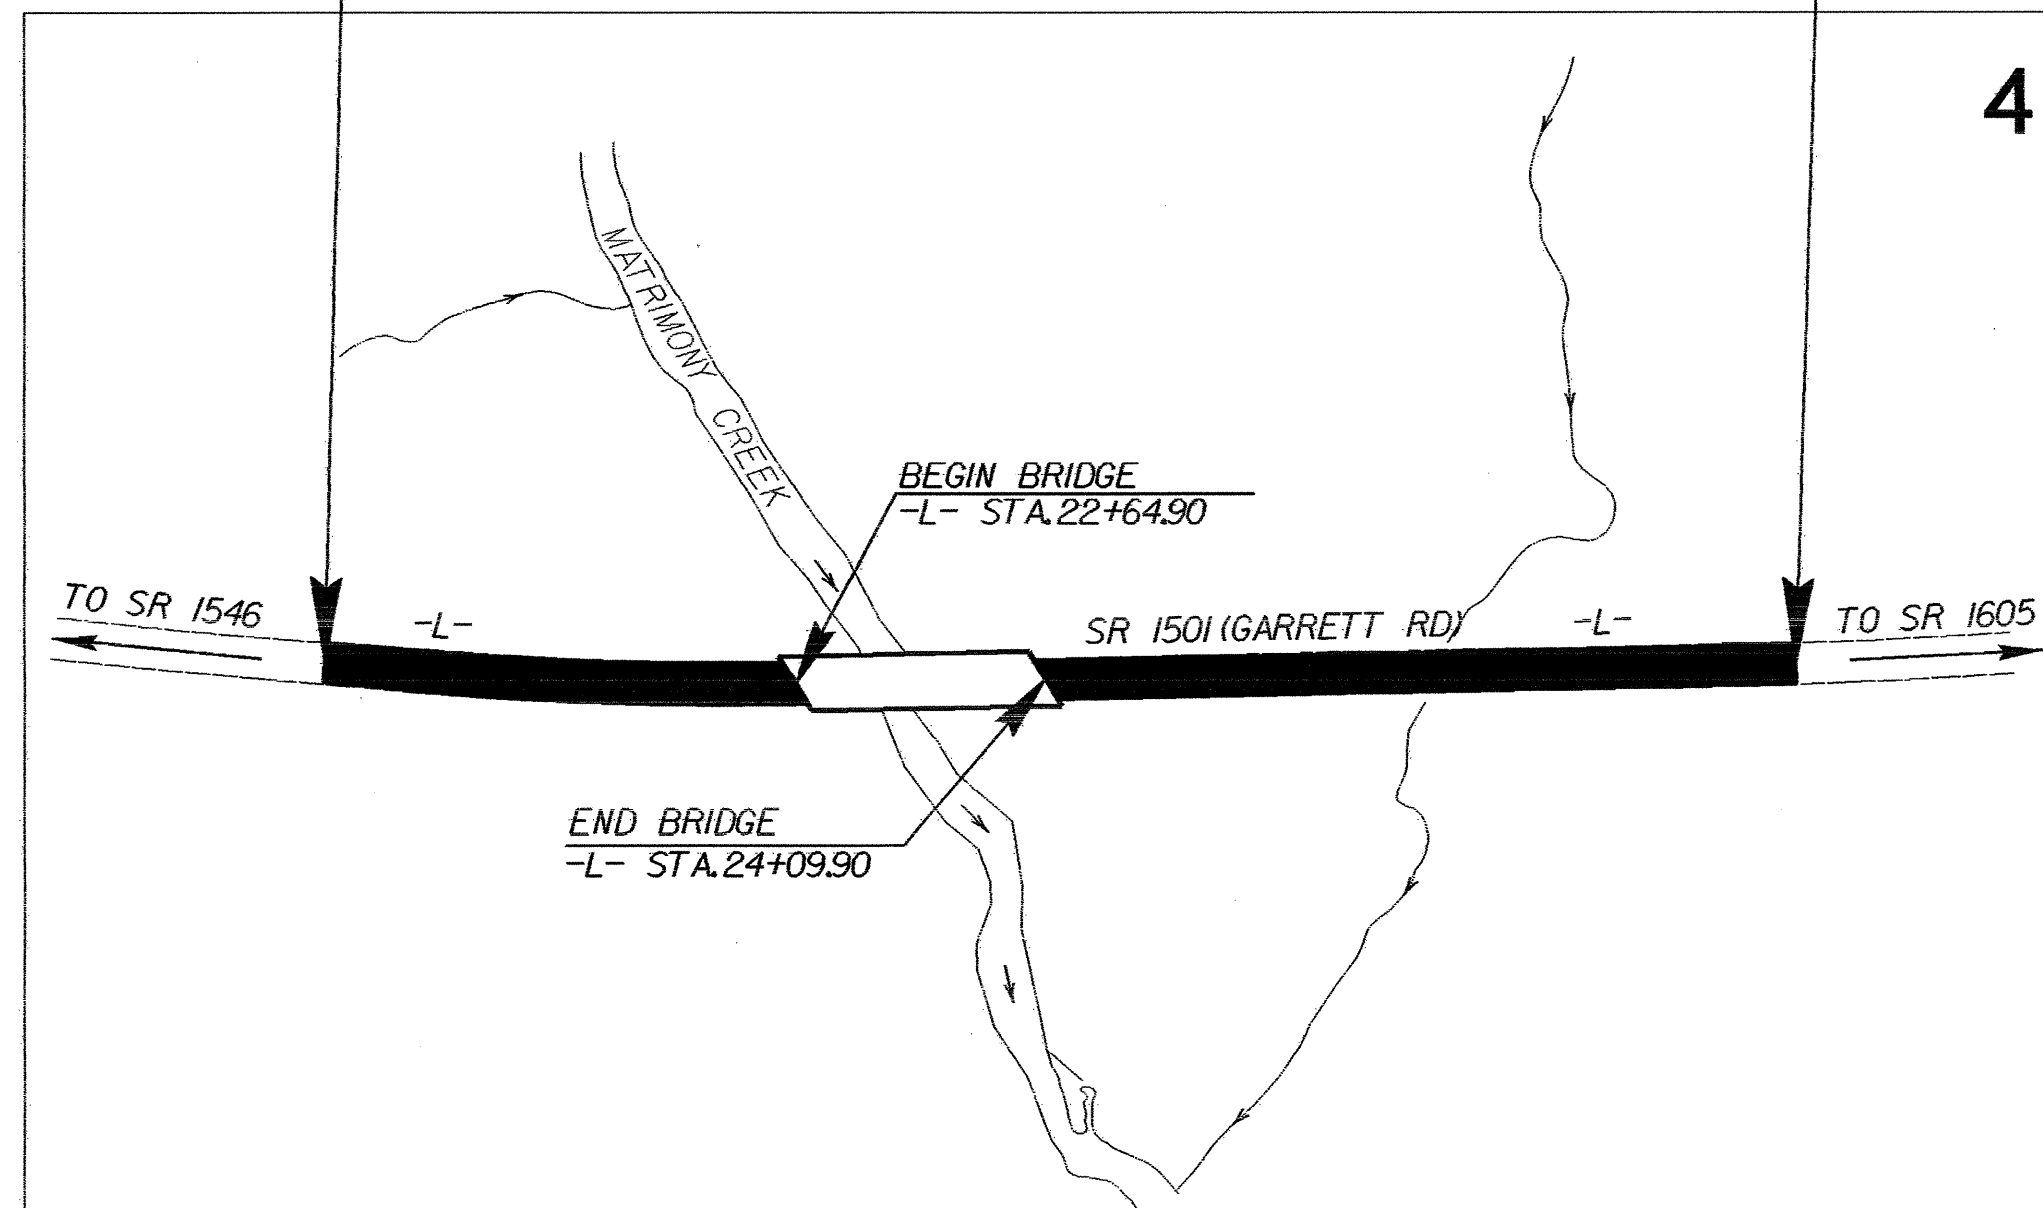 4
MATRIMONY CREEK
BEGIN BRIDGE
-L- STA.22+64.90
TO SR 1546
-L-
SR 1501 (GARRETT RD)
-L-
TO SR 1605
END BRIDGE
-L- STA.24+09.90